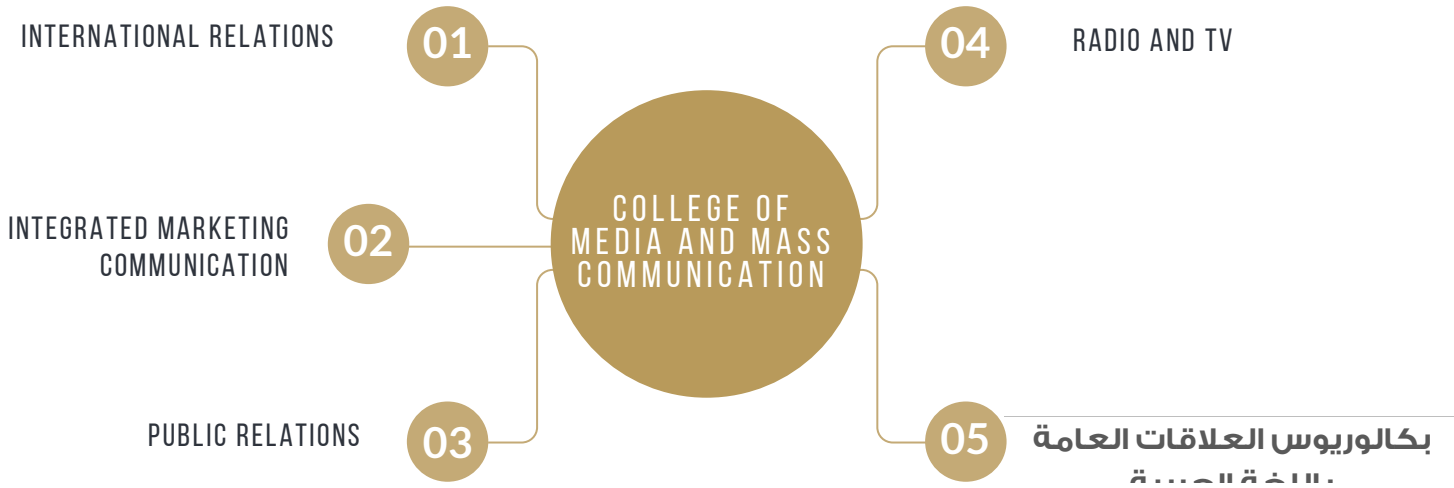 INTERNATIONAL RELATIONS
01
INTEGRATED MARKETING
COMMUNICATION
02
PUBLIC RELATIONS
03
COLLEGE OF
MEDIA AND MASS
COMMUNICATION
04
RADIO AND TV
05
بكالوريوس العلاقات العامة